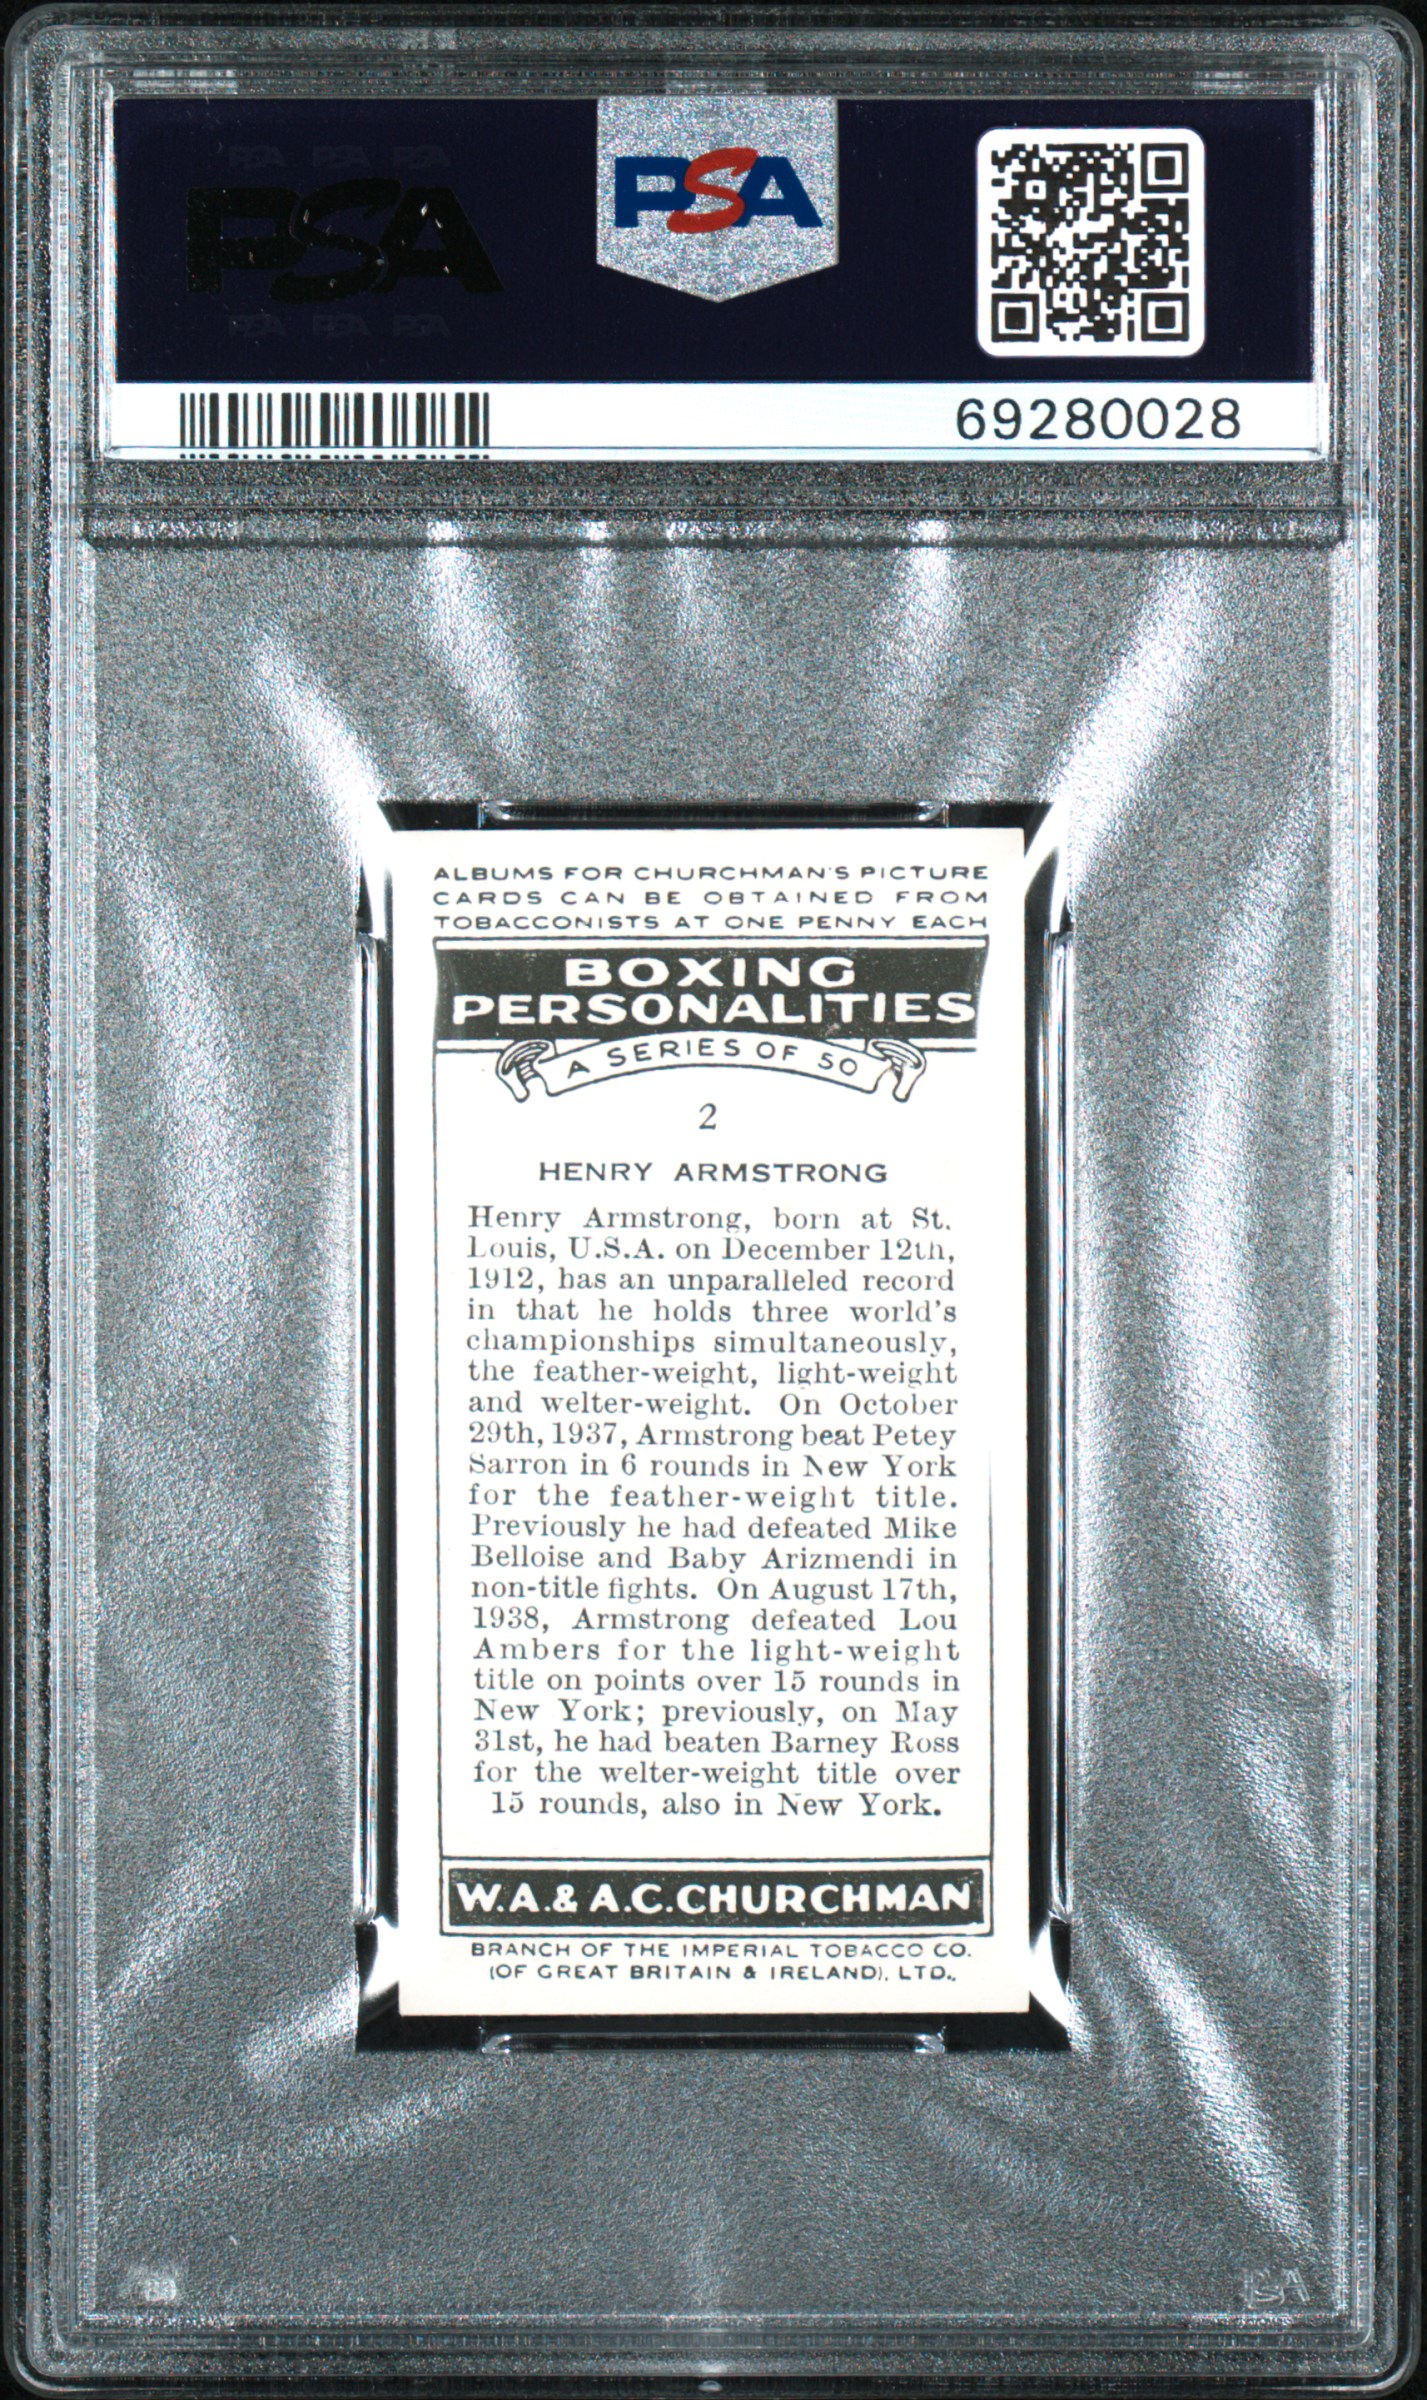 PSA PSA PSA
PSA
PSA PSA PSA
PSA
69280028
ALBUMS FOR CHURCHMAN'S PICTURE
CARDS CAN BE OBTAINED FROM
TOBACCONISTS AT ONE PENNY EACH
BOXING
PERSONALITIES
A SERIES OF 50
2
HENRY ARMSTRONG
Henry Armstrong, born at St.
Louis, U.S.A. on December 12th,
1912, has an unparalleled record
in that he holds three world's
championships simultaneously,
the feather-weight, light-weight
and welter-weight. On October
29th, 1937, Armstrong beat Petey
Sarron in 6 rounds in New York
for the feather-weight title.
Previously he had defeated Mike
Belloise and Baby Arizmendi in
non-title fights. On August 17th,
1938, Armstrong defeated Lou
Ambers for the light-weight
title on points over 15 rounds in
New York; previously, on May
31st, he had beaten Barney Ross
for the welter-weight title over
15 rounds, also in New York.
W.A. & A.C. CHURCHMAN
BRANCH OF THE IMPERIAL TOBACCO CO.
(OF GREAT BRITAIN & IRELAND), LTD.,
PSA